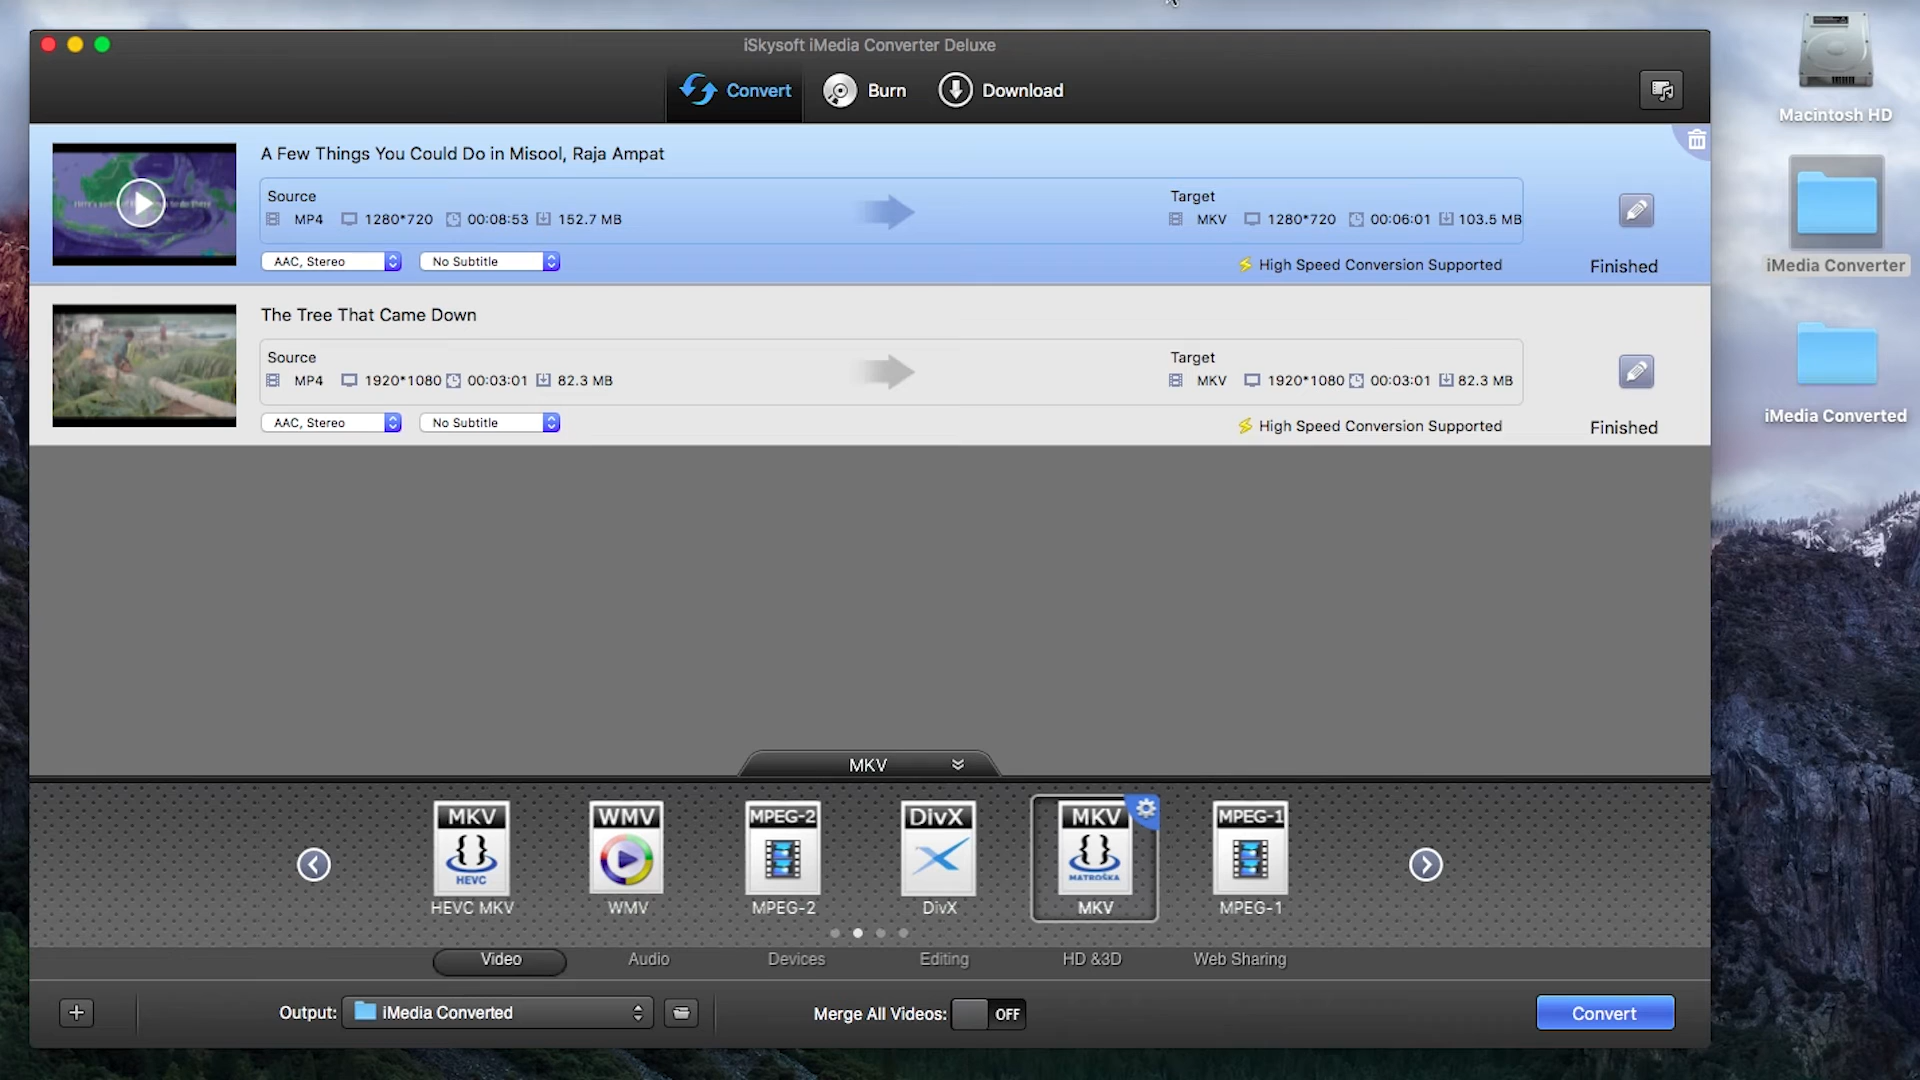 iSkysoft iMedia Converter Deluxe
Convert
Burn
Download
Macintosh HD
A Few Things You Could Do in Misool, Raja Ampat
Source
Target
MP4 1280*720 00:08:53 152.7 MB
MKV 1280*720 00:06:01 103.5 MB
AAC, Stereo
No Subtitle
High Speed Conversion Supported
Finished
iMedia Converter
The Tree That Came Down
Source
Target
MP4 1920*1080 00:03:01 82.3 MB
MKV 1920*1080 00:03:01 82.3 MB
AAC, Stereo
No Subtitle
High Speed Conversion Supported
Finished
iMedia Converted
MKV
MKV
HEVC
HEVC MKV
WMV
WMV
MPEG-2
MPEG-2
DivX
DivX
MKV
MATROŠKA
MKV
MPEG-1
MPEG-1
Video
Audio
Devices
Editing
HD &3D
Web Sharing
Output:
iMedia Converted
Merge All Videos:
OFF
Convert